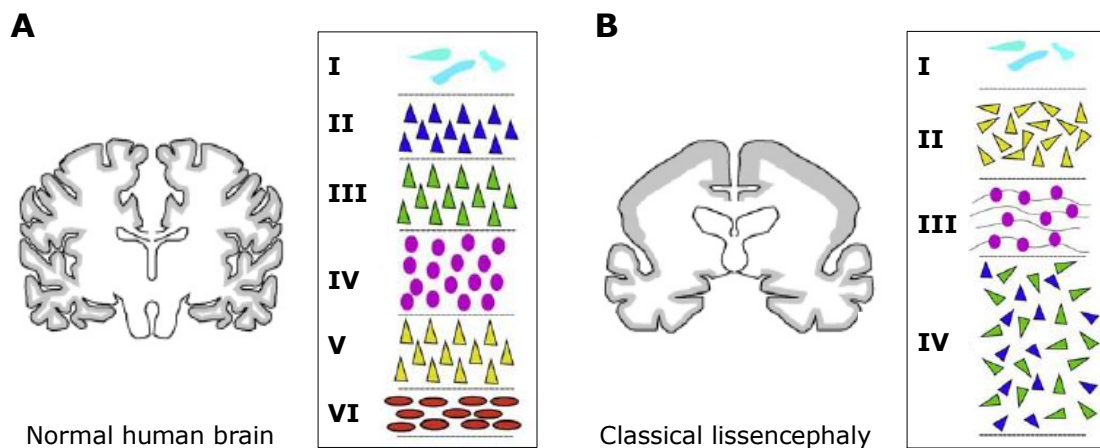 A
I
II
III
IV
V
VI
Normal human brain
B
I
II
III
IV
Classical lissencephaly